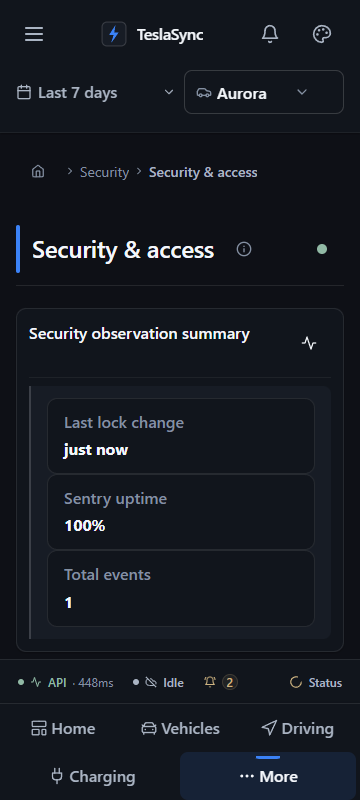 TeslaSync
Last 7 days
Aurora
Security
Security & access
Security & access
Security observation summary
Last lock change
just now
Sentry uptime
100%
Total events
1
API · 448ms
Idle
2
Status
Home
Vehicles
Driving
Charging
More